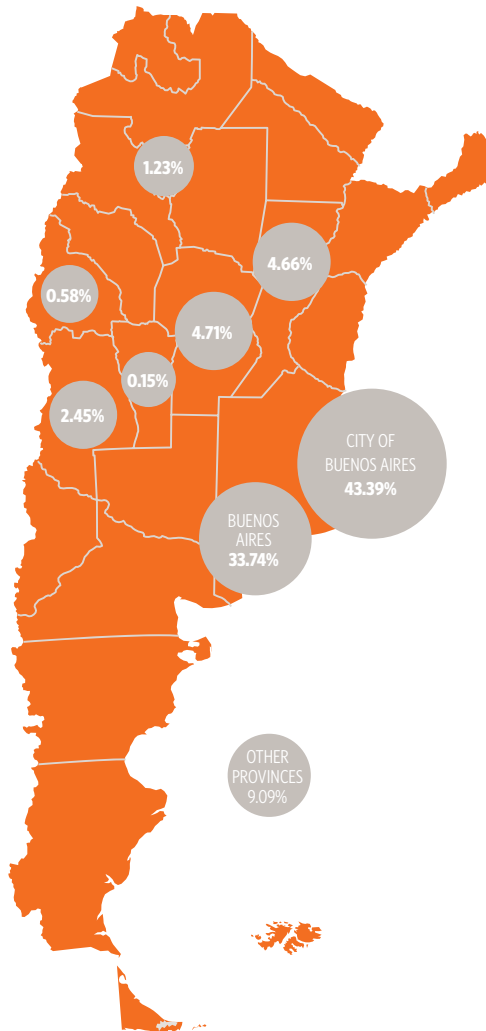 1.23%
4.66%
0.58%
4.71%
0.15%
2.45%
CITY OF
BUENOS AIRES
43.39%
BUENOS
AIRES
33.74%
OTHER
PROVINCES
9.09%